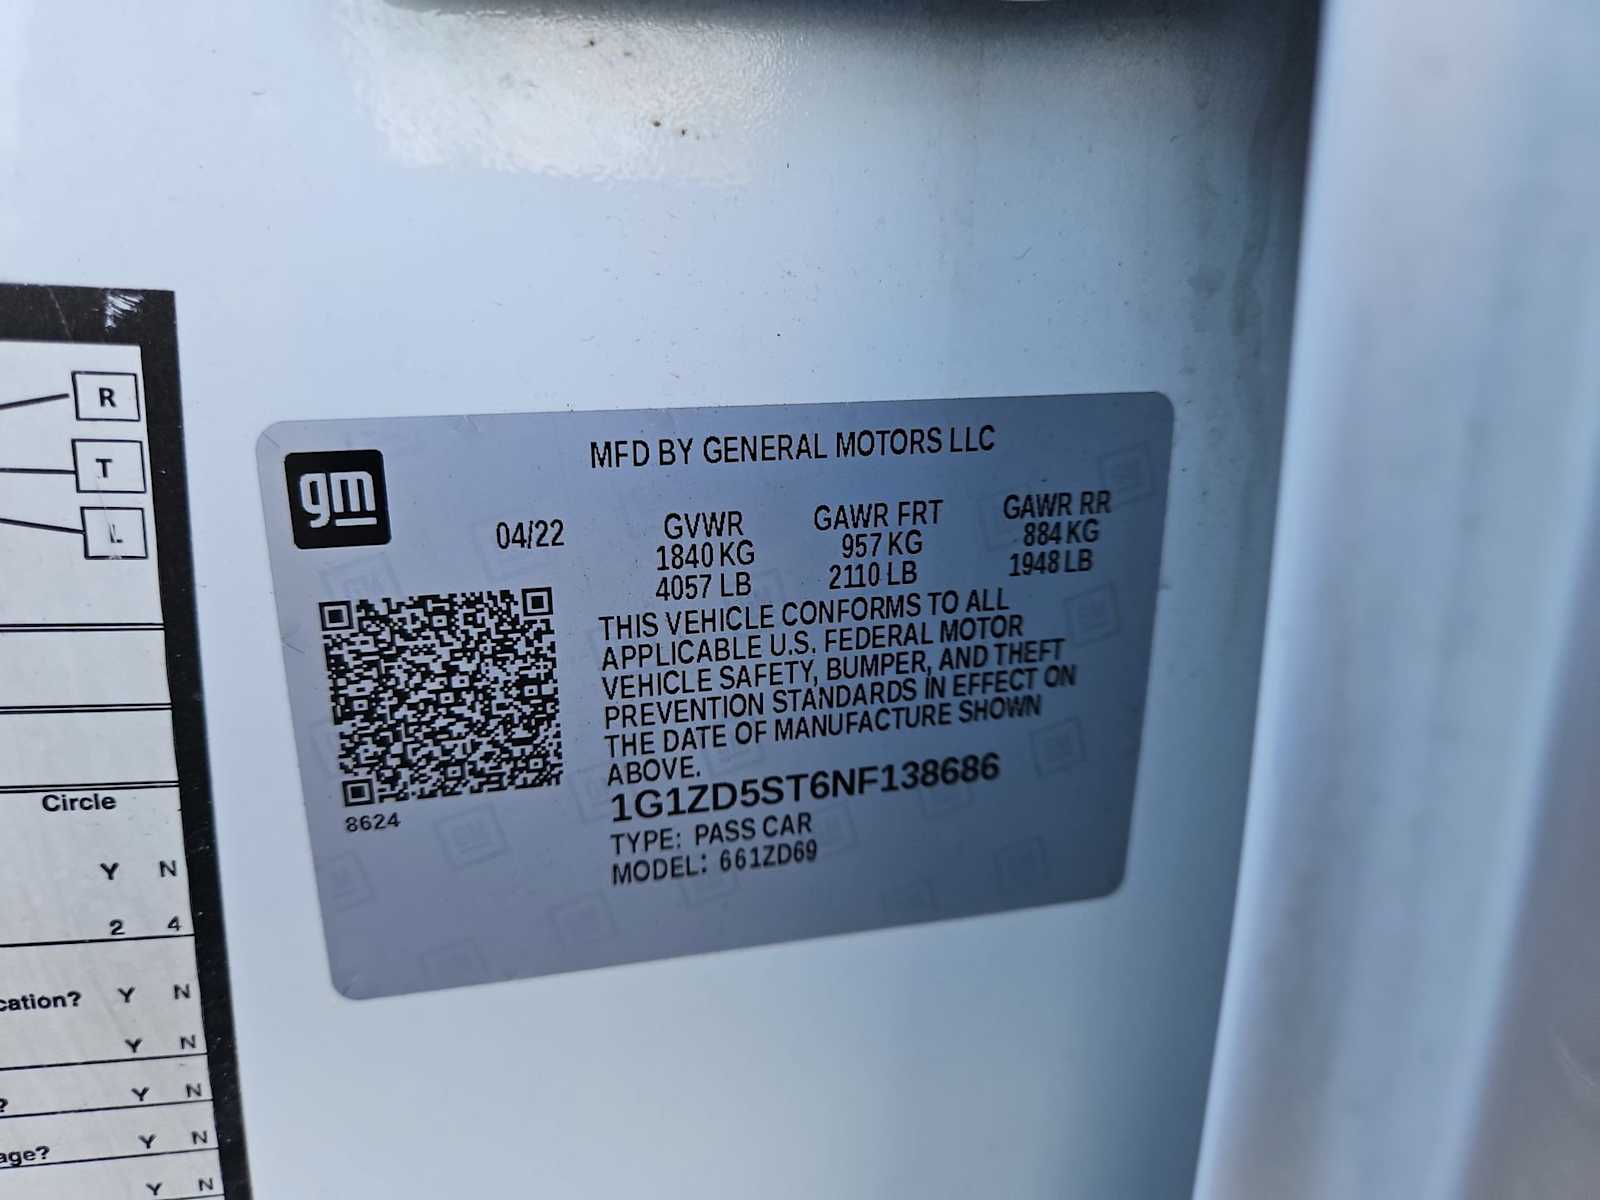 R
T
L
Circle
Y N
2 4
cation? Y N
Y N
? Y N
age? Y N
Y N
gm
MFD BY GENERAL MOTORS LLC
04/22 GVWR GAWR FRT GAWR RR
1840 KG 957 KG 884 KG
4057 LB 2110 LB 1948 LB
THIS VEHICLE CONFORMS TO ALL
APPLICABLE U.S. FEDERAL MOTOR
VEHICLE SAFETY, BUMPER, AND THEFT
PREVENTION STANDARDS IN EFFECT ON
THE DATE OF MANUFACTURE SHOWN
ABOVE.
1G1ZD5ST6NF138686
8624
TYPE: PASS CAR
MODEL: 661ZD69